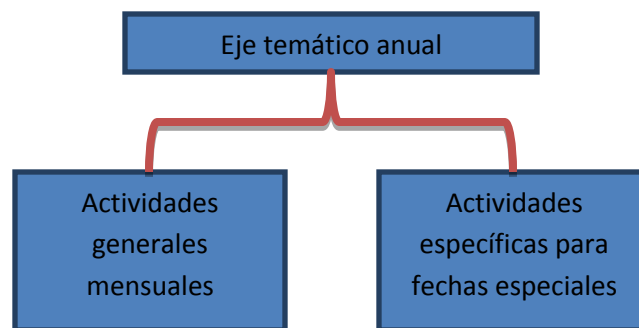 Eje temático anual
Actividades
generales
mensuales
Actividades
específicas para
fechas especiales